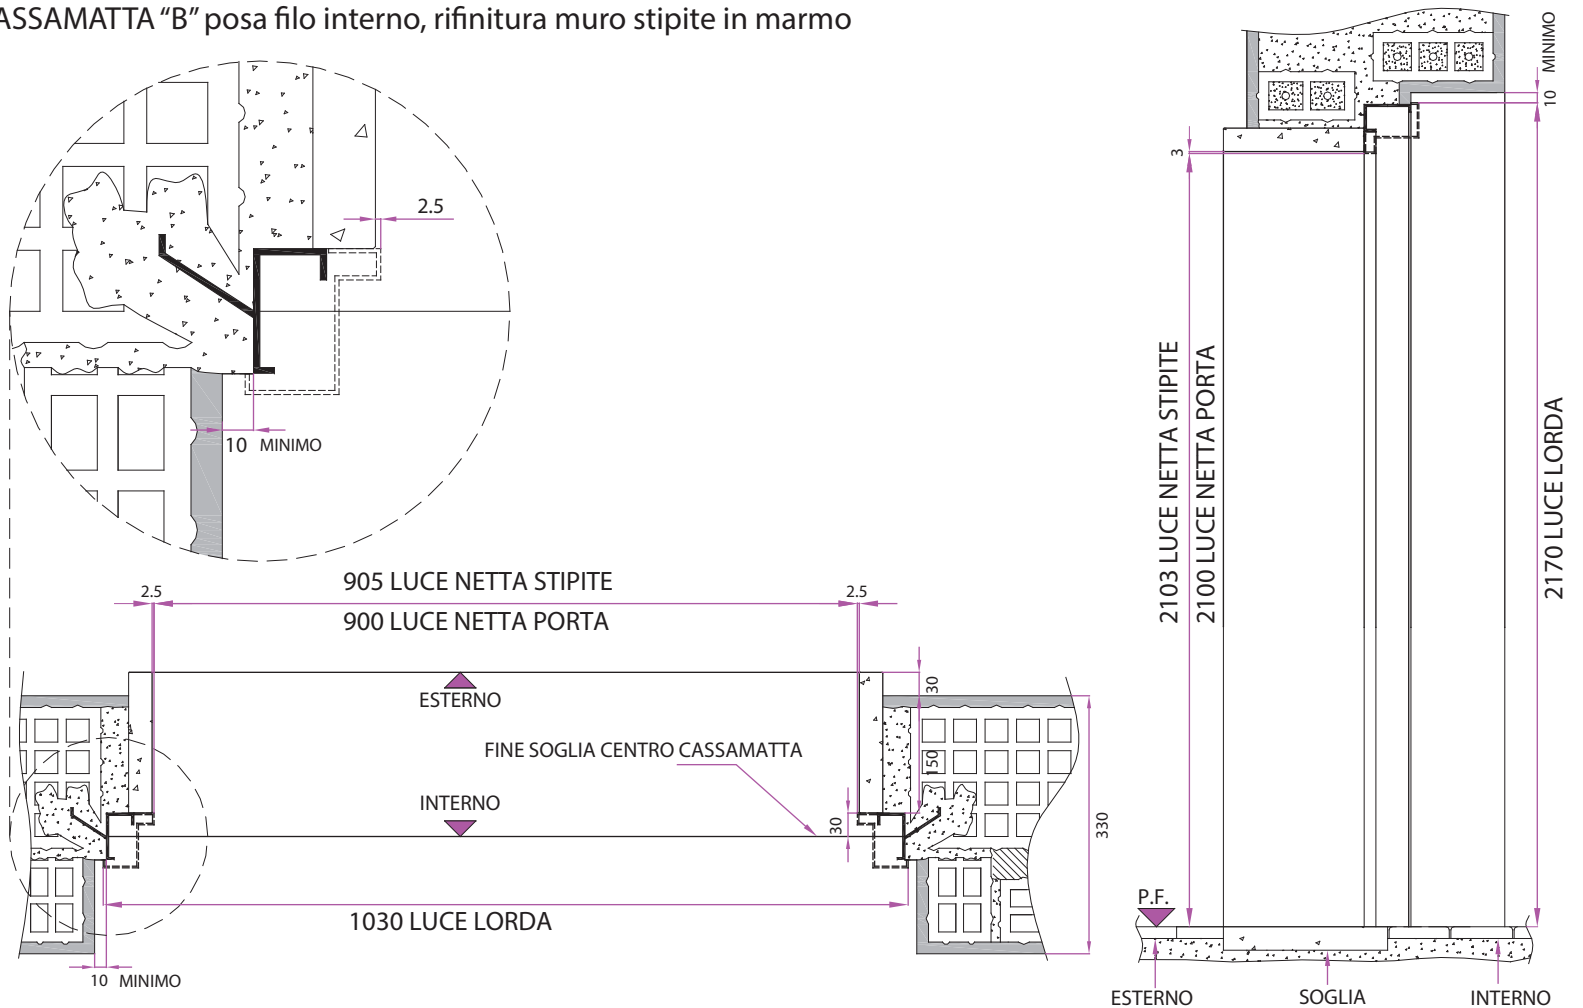 ASSAMATTA “B” posa filo interno, rifinitura muro stipite in marmo
2.5
10 MINIMO
905 LUCE NETTA STIPITE
900 LUCE NETTA PORTA
2.5
2.5
ESTERNO
FINE SOGLIA CENTRO CASSAMATTA
INTERNO
30
150
30
330
1030 LUCE LORDA
10 MINIMO
10 MINIMO
3
2103 LUCE NETTA STIPITE
2100 LUCE NETTA PORTA
2170 LUCE LORDA
P.F.
ESTERNO
SOGLIA
INTERNO